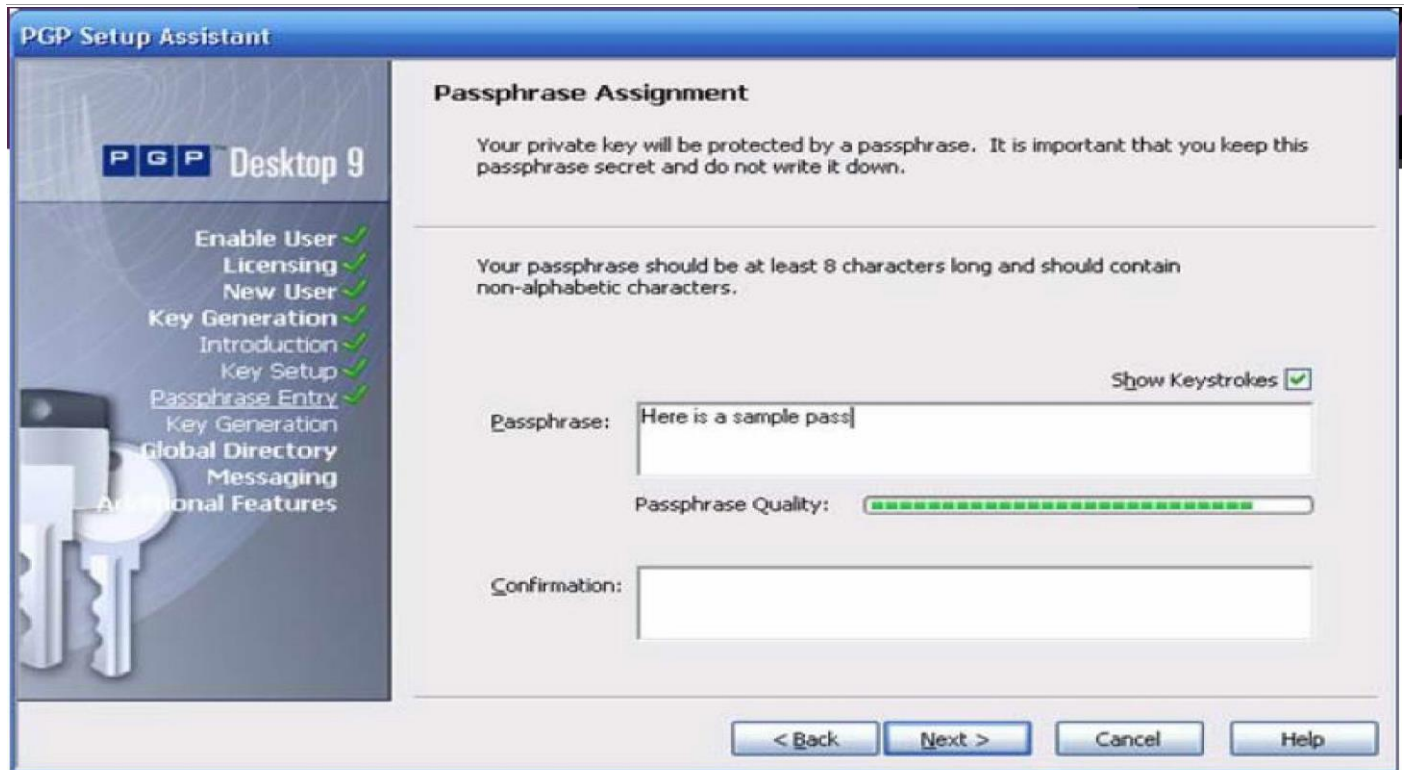 PGP Setup Assistant
PGP™ Desktop 9
Enable User
Licensing
New User
Key Generation
Introduction
Key Setup
Passphrase Entry
Key Generation
Global Directory
Messaging
Additional Features
Passphrase Assignment
Your private key will be protected by a passphrase. It is important that you keep this
passphrase secret and do not write it down.
Your passphrase should be at least 8 characters long and should contain
non-alphabetic characters.
Show Keystrokes
Passphrase: Here is a sample pass
Passphrase Quality:
Confirmation:
< Back Next > Cancel Help